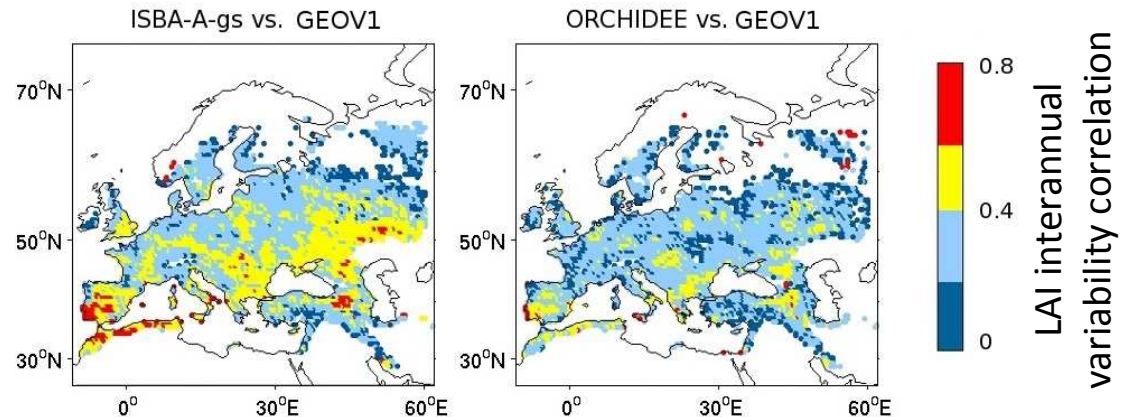 ISBA-A-gs vs. GEOV1
ORCHIDEE vs. GEOV1
70°N
50°N
30°N
0°
30°E
60°E
70°N
50°N
30°N
0°
30°E
60°E
0.8
0.4
0
LAI interannual
variability correlation